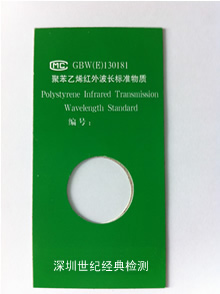 MC GBW(E)130181
聚苯乙烯红外波长标准物质
Polystyrene Infrared Transmission
Wavelength Standard
编号：
深圳世纪经典检测